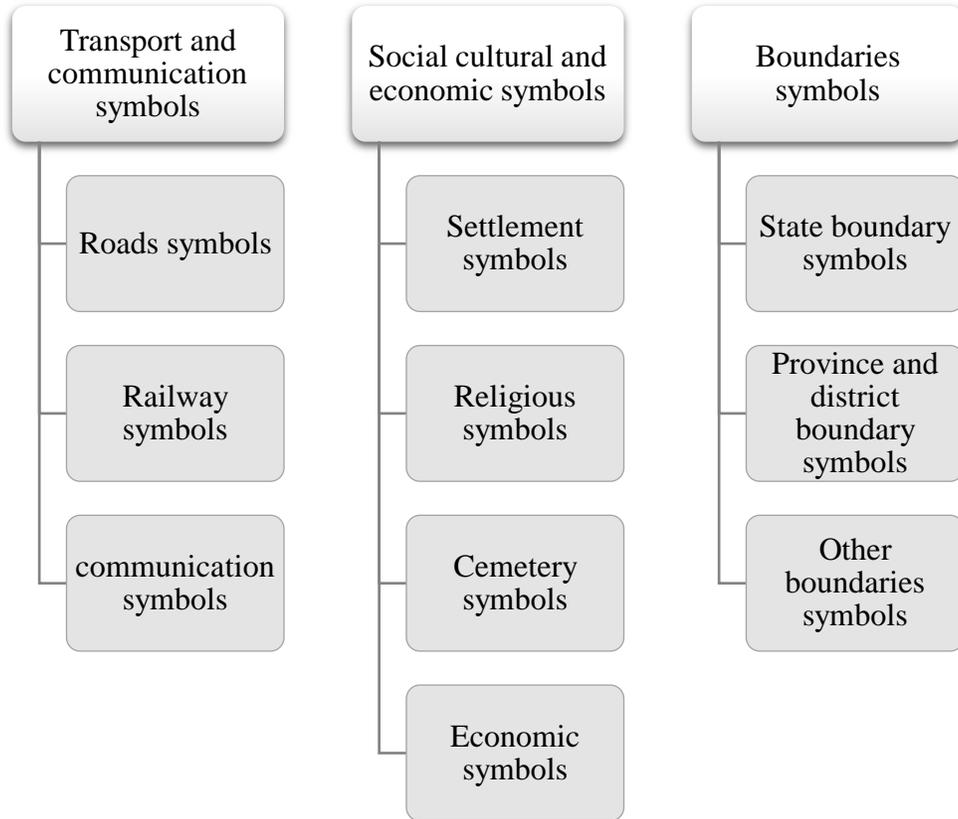 Transport and
communication
symbols
Roads symbols
Railway
symbols
communication
symbols
Social cultural and
economic symbols
Settlement
symbols
Religious
symbols
Cemetery
symbols
Economic
symbols
Boundaries
symbols
State boundary
symbols
Province and
district
boundary
symbols
Other
boundaries
symbols